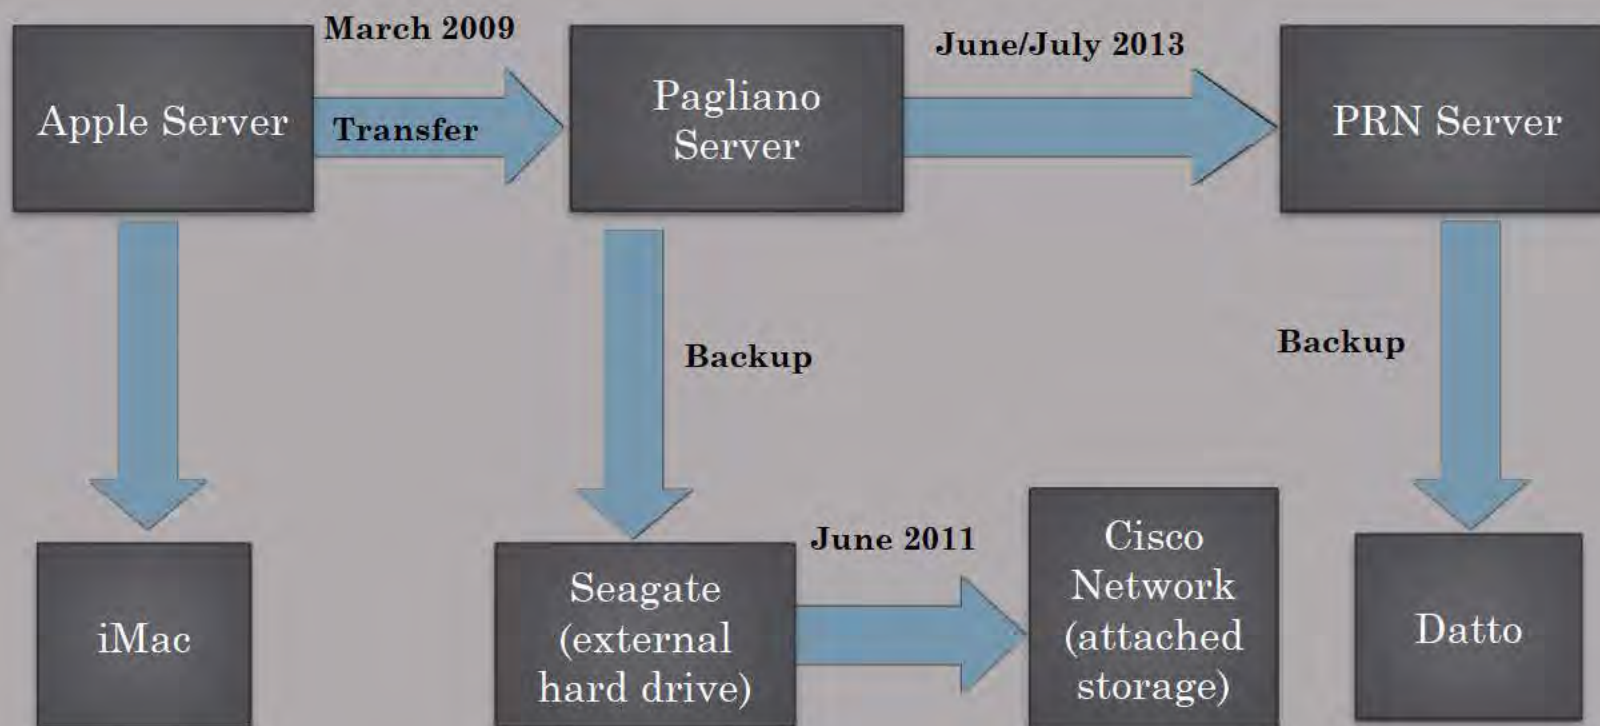 March 2009
June/July 2013
Apple Server
Transfer
Pagliano
Server
PRN Server
Backup
Backup
June 2011
iMac
Seagate
(external
hard drive)
Cisco
Network
(attached
storage)
Datto